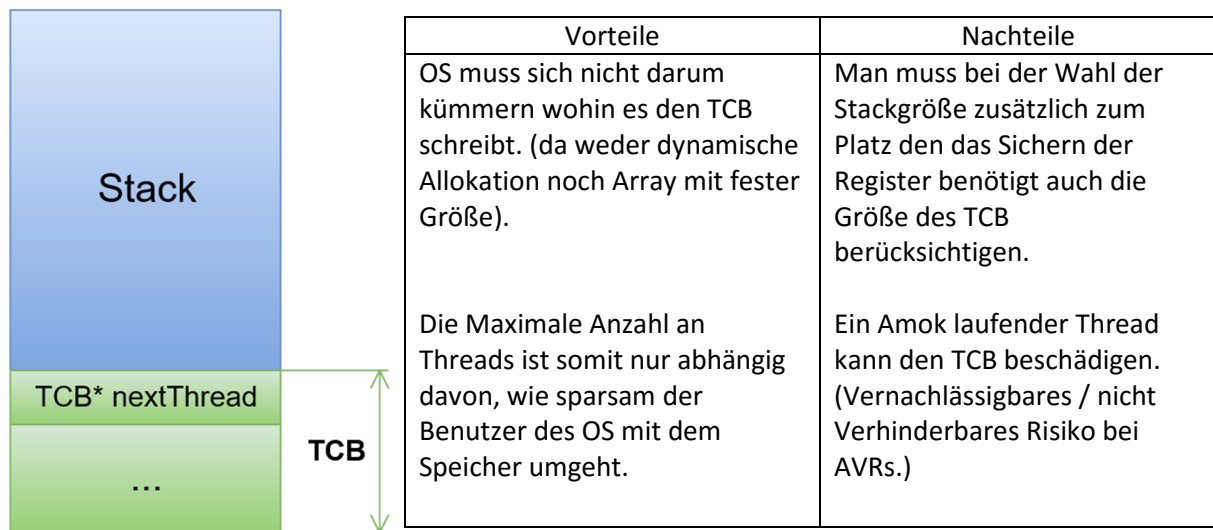 Stack
TCB* nextThread
...
TCB
Vorteile
OS muss sich nicht darum
kümmern wohin es den TCB
schreibt. (da weder dynamische
Allokation noch Array mit fester
Größe).
Die Maximale Anzahl an
Threads ist somit nur abhängig
davon, wie sparsam der
Benutzer des OS mit dem
Speicher umgeht.
Nachteile
Man muss bei der Wahl der
Stackgröße zusätzlich zum
Platz den das Sichern der
Register benötigt auch die
Größe des TCB
berücksichtigen.
Ein Amok laufender Thread
kann den TCB beschädigen.
(Vernachlässigbares / nicht
Verhinderbares Risiko bei
AVRs.)